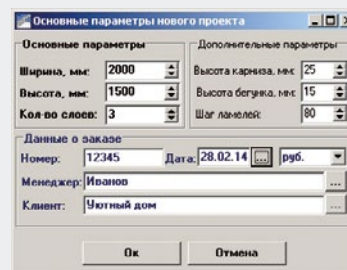 Основные параметры нового проекта
Основные параметры
Ширина, мм: 2000
Высота, мм: 1500
Кол-во слоев: 3
Дополнительные параметры
Высота карниза, мм: 25
Высота бегунка, мм: 15
Шаг ламелей: 80
Данные о заказе
Номер: 12345 Дата: 28.02.14 ... руб.
Менеджер: Иванов ...
Клиент: Уютный дом ...
Ок Отмена